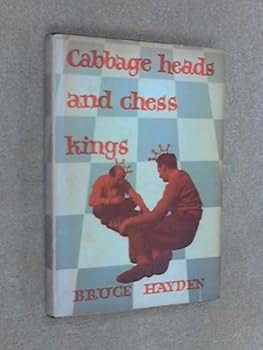 Cabbage heads
and chess
kings
BRUCE HAYDEN